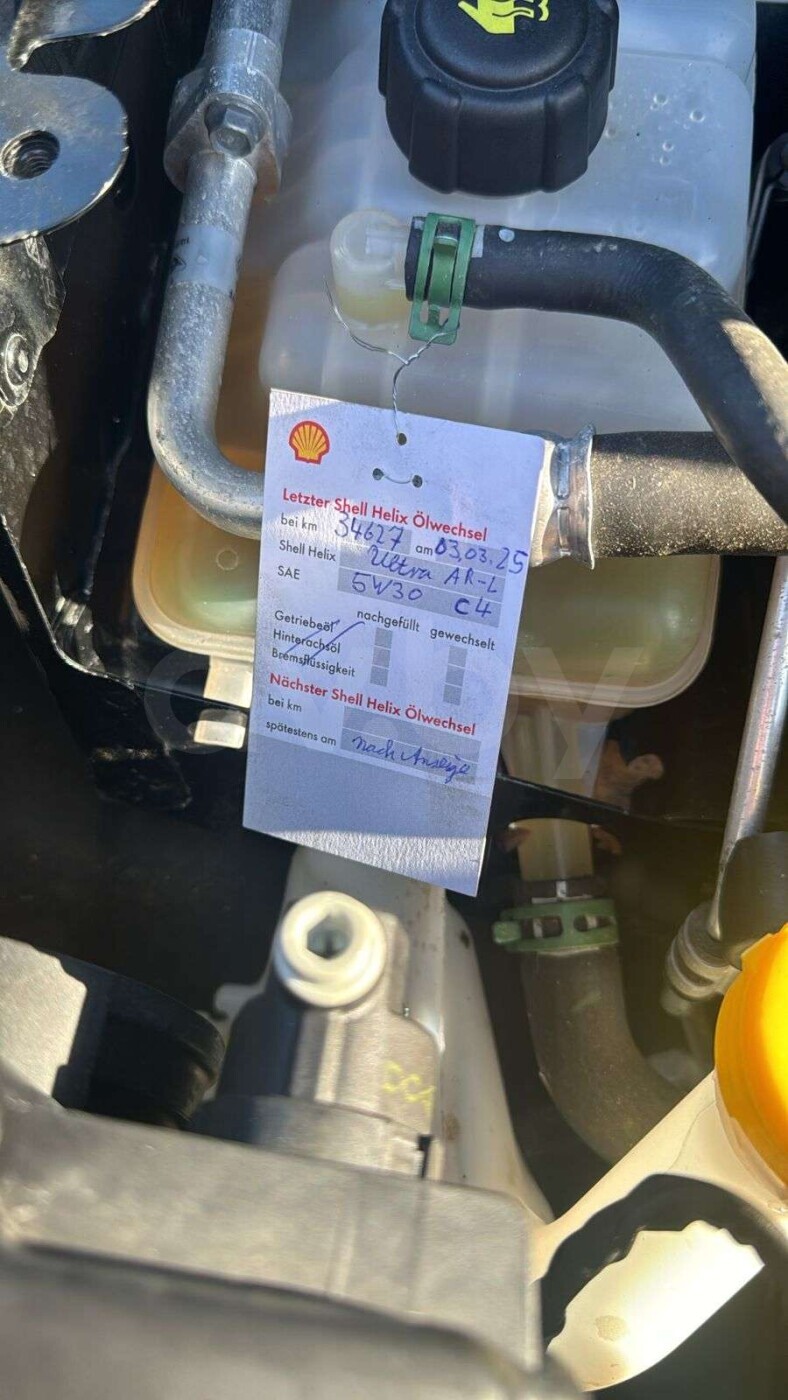 Letzter Shell Helix Ölwechsel
bei km 34627 am 03.03.25
Shell Helix Ultra AR-L
SAE 5W30 C4
nachgefüllt gewechselt
Getriebeöl
Hinterachsöl
Bremsflüssigkeit
Nächster Shell Helix Ölwechsel
bei km
spätestens am nach Anzeige